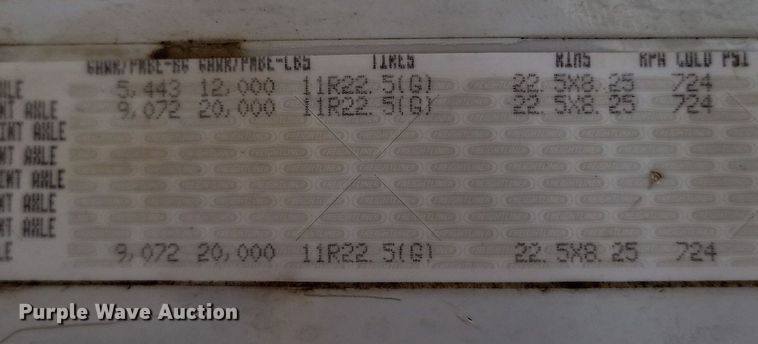 GAWR/PNBE-KG GAWR/PNBE-LBS TIRES RIMS KPA COLD PSI
XLE 5,443 12,000 11R22.5(G) 22.5X8.25 724
NT AXLE 9,072 20,000 11R22.5(G) 22.5X8.25 724
INT AXLE
NT AXLE
INT AXLE
NT AXLE
NT AXLE
LE 9,072 20,000 11R22.5(G) 22.5X8.25 724
Purple Wave Auction